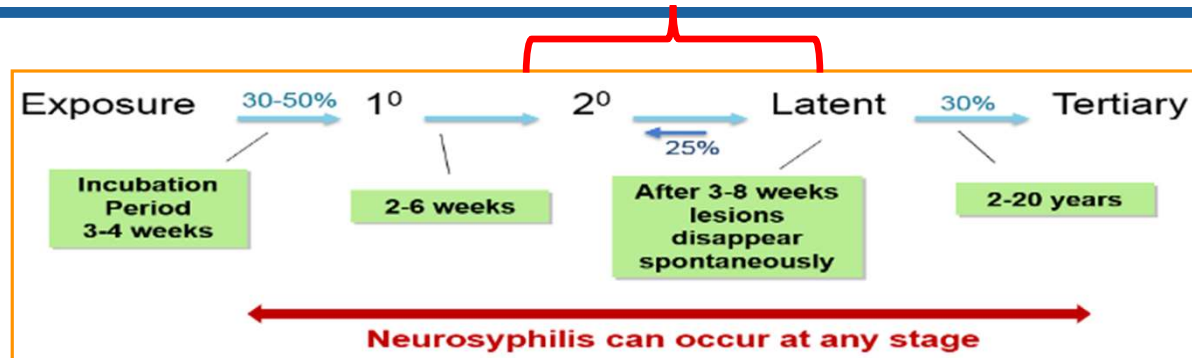 Exposure 30-50% 1⁰ 2⁰ Latent 30% Tertiary
25%
Incubation
Period
3-4 weeks
2-6 weeks
After 3-8 weeks
lesions
disappear
spontaneously
2-20 years
Neurosyphilis can occur at any stage